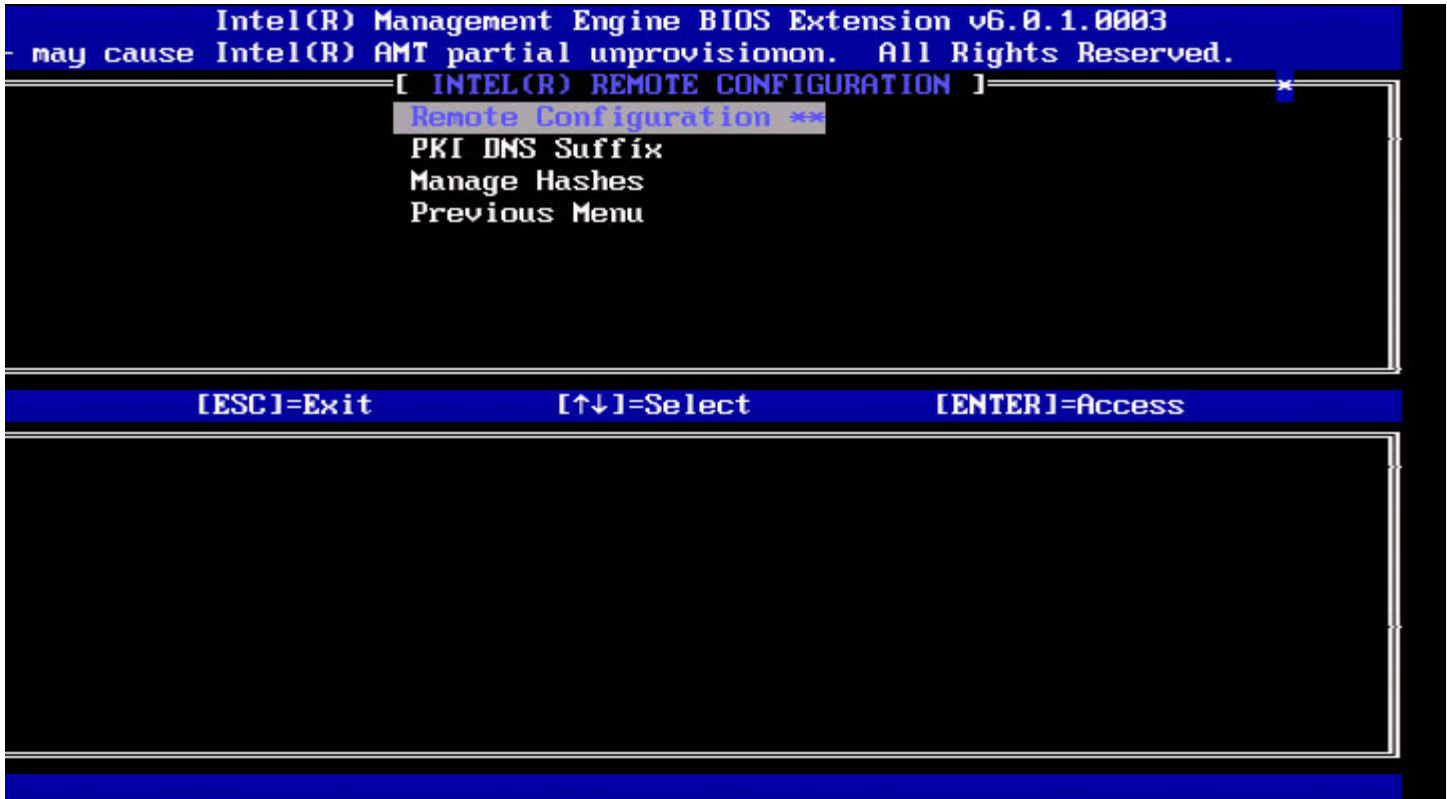 Intel(R) Management Engine BIOS Extension v6.0.1.0003
- may cause Intel(R) AMT partial unprovisionon. All Rights Reserved.
[ INTEL(R) REMOTE CONFIGURATION ]
*
Remote Configuration **
PKI DNS Suffix
Manage Hashes
Previous Menu
[ESC]=Exit [↑↓]=Select [ENTER]=Access